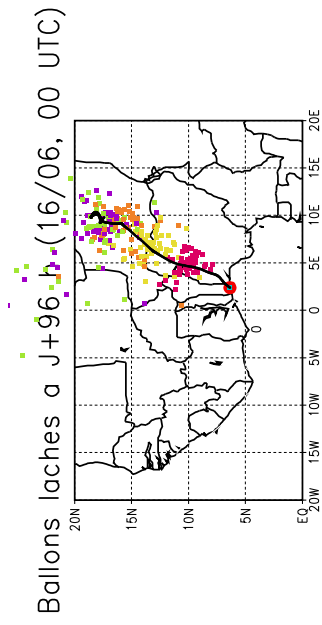 Ballons laches a J+96 h (16/06, 00 UTC)
20N
15N
10N
5N
EQ
20W
15W
10W
5W
0
5E
10E
15E
20E
0